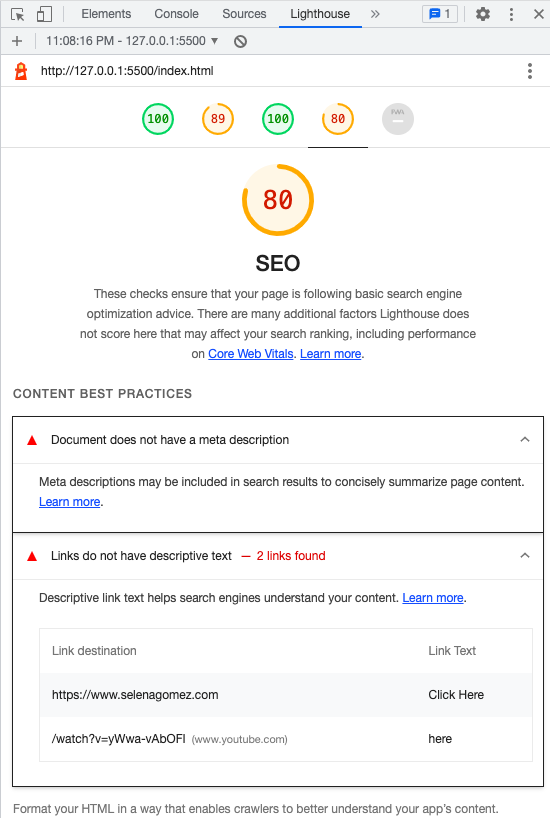 Elements Console Sources Lighthouse 1
11:08:16 PM - 127.0.0.1:5500
http://127.0.0.1:5500/index.html
100 89 100 80 PWA
80
SEO
These checks ensure that your page is following basic search engine
optimization advice. There are many additional factors Lighthouse does
not score here that may affect your search ranking, including performance
on Core Web Vitals. Learn more.
CONTENT BEST PRACTICES
Document does not have a meta description
Meta descriptions may be included in search results to concisely summarize page content.
Learn more.
Links do not have descriptive text — 2 links found
Descriptive link text helps search engines understand your content. Learn more.
Link destination Link Text
https://www.selenagomez.com Click Here
/watch?v=yWwa-vAbOFI (www.youtube.com) here
Format your HTML in a way that enables crawlers to better understand your app's content.